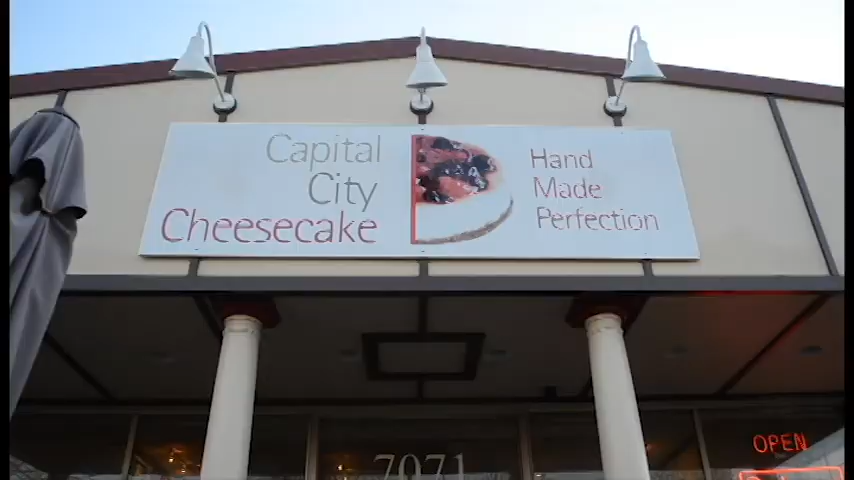 Capital
City
Cheesecake
Hand
Made
Perfection
7071
OPEN